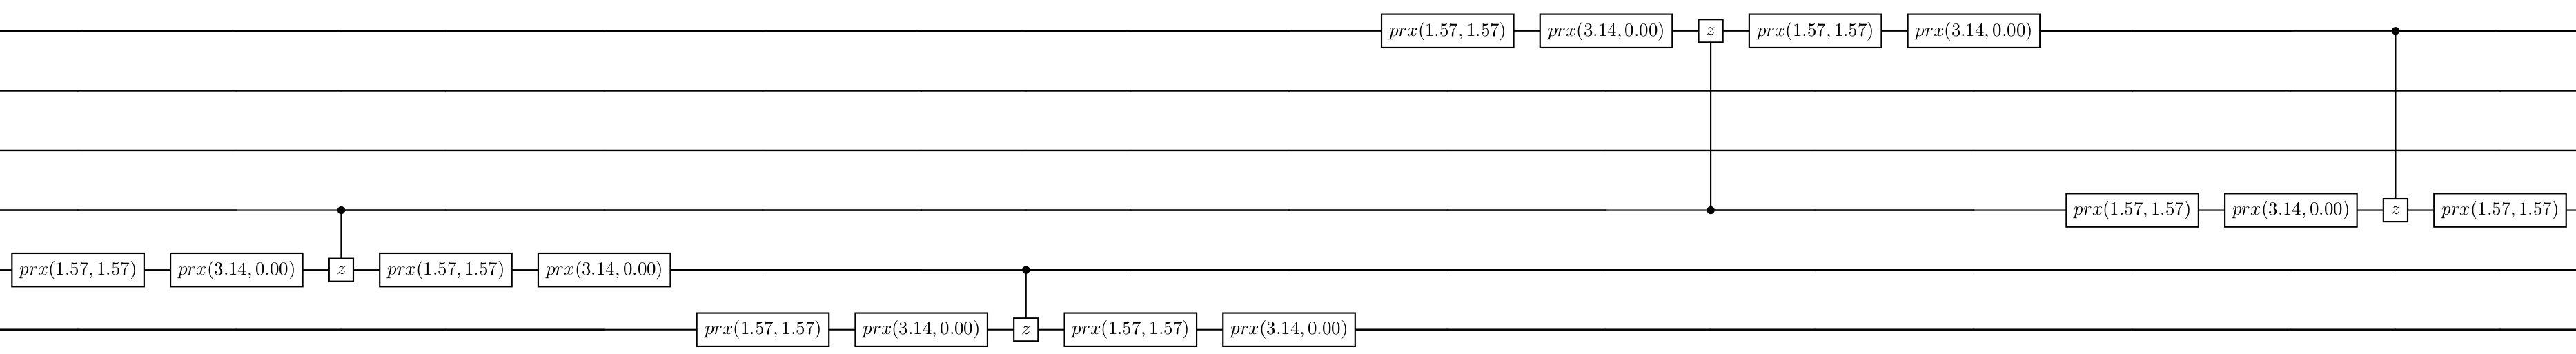 prx(1.57, 1.57) prx(3.14, 0.00) z prx(1.57, 1.57) prx(3.14, 0.00)
prx(1.57, 1.57) prx(3.14, 0.00) z prx(1.57, 1.57)
prx(1.57, 1.57) prx(3.14, 0.00) z prx(1.57, 1.57) prx(3.14, 0.00)
prx(1.57, 1.57) prx(3.14, 0.00) z prx(1.57, 1.57) prx(3.14, 0.00)